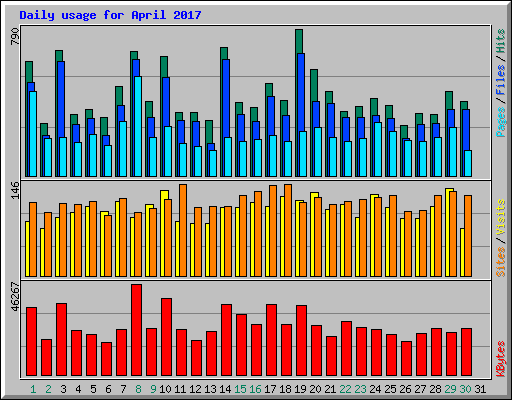 Daily usage for April 2017
790
Pages / Files / Hits
146
Sites / Visits
46267
KBytes
1 2 3 4 5 6 7 8 9 10 11 12 13 14 15 16 17 18 19 20 21 22 23 24 25 26 27 28 29 30 31